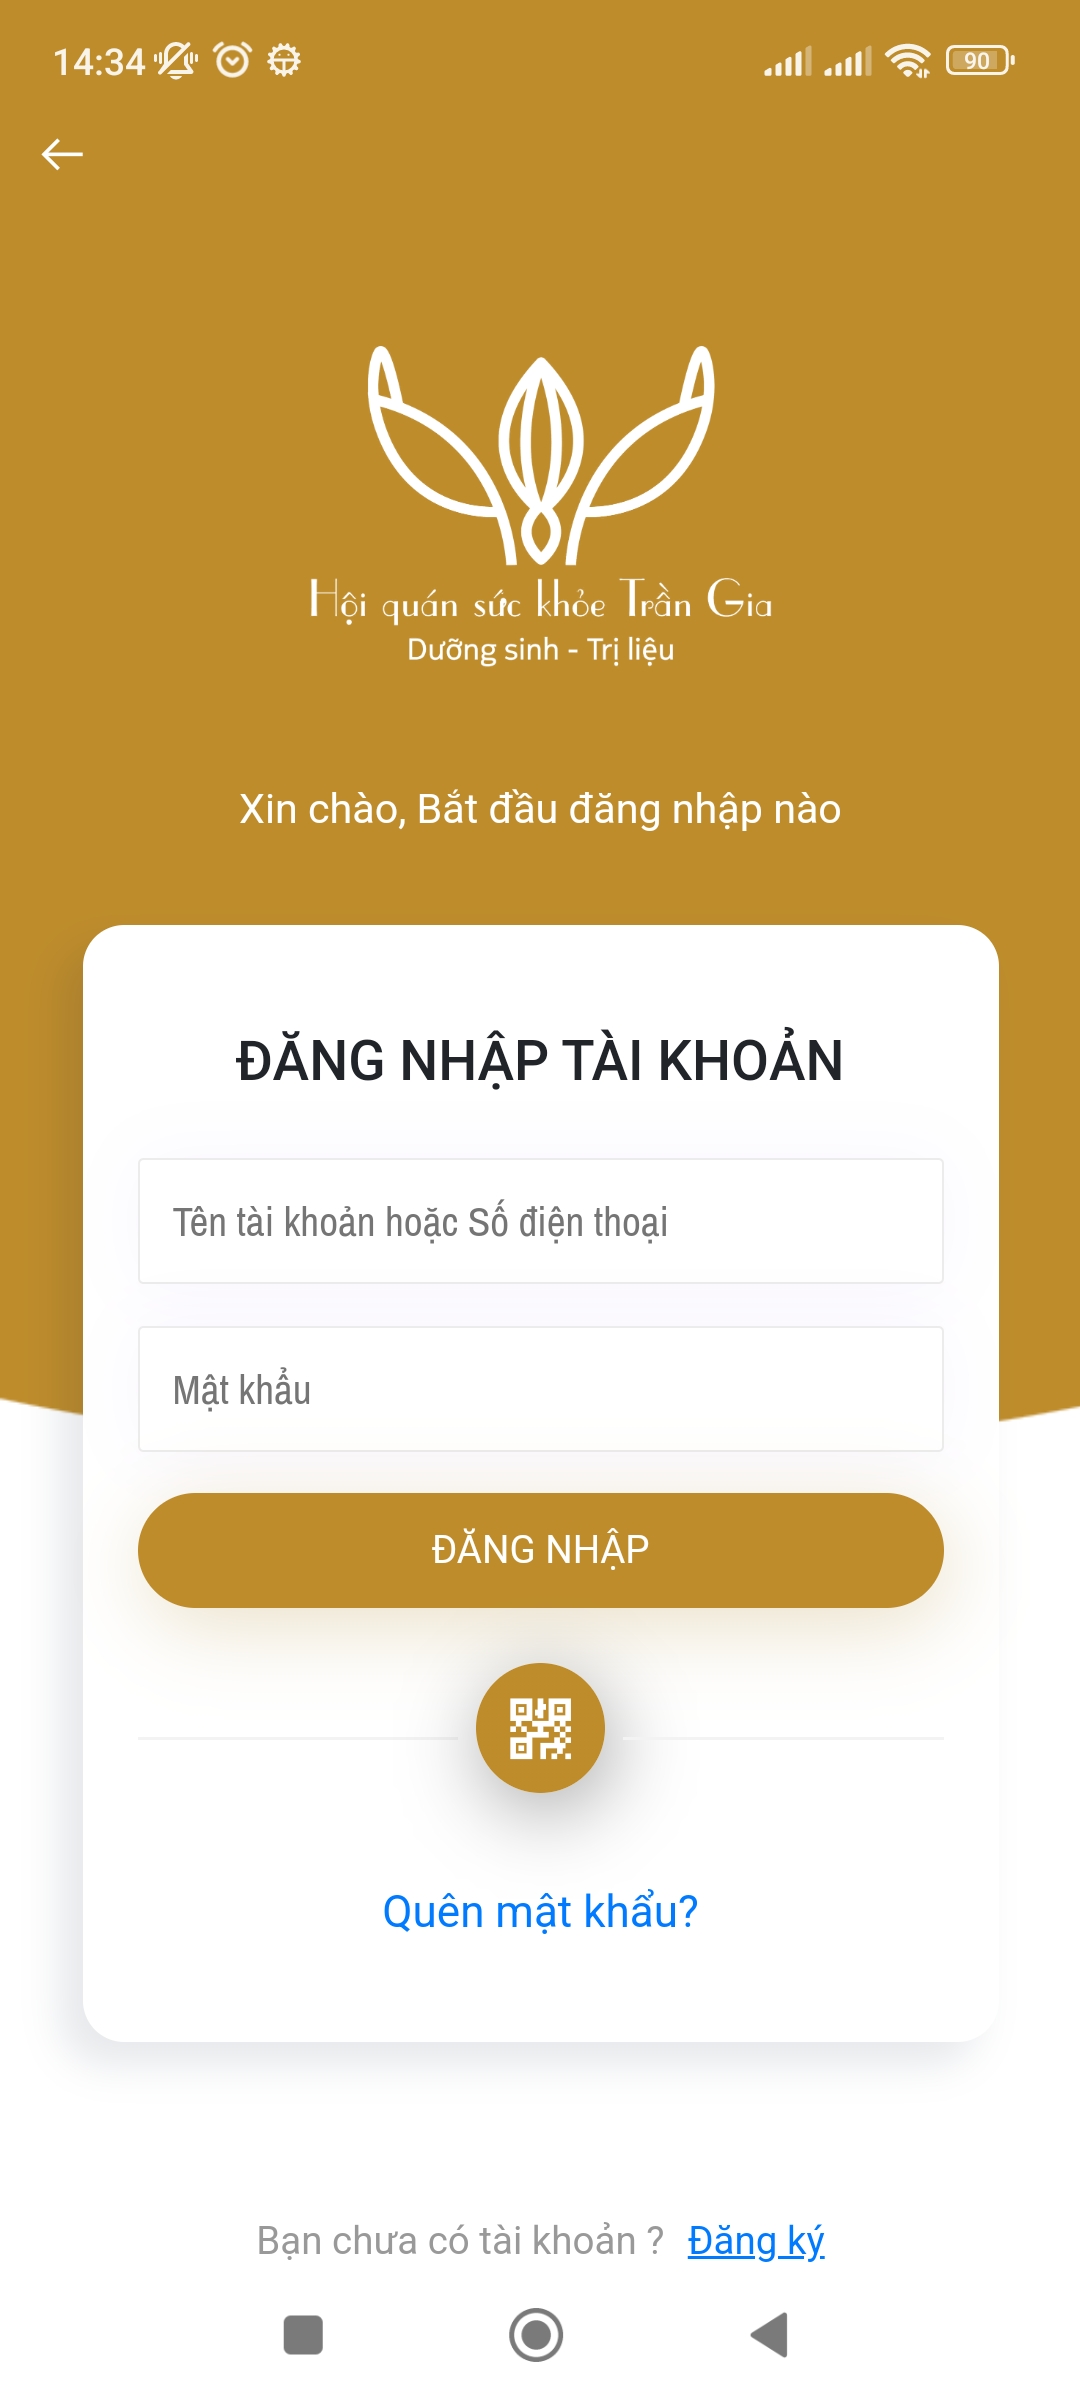 14:34
90
Hội quán sức khỏe Trần Gia
Dưỡng sinh - Trị liệu
Xin chào, Bắt đầu đăng nhập nào
ĐĂNG NHẬP TÀI KHOẢN
Tên tài khoản hoặc Số điện thoại
Mật khẩu
ĐĂNG NHẬP
Quên mật khẩu?
Bạn chưa có tài khoản ? Đăng ký